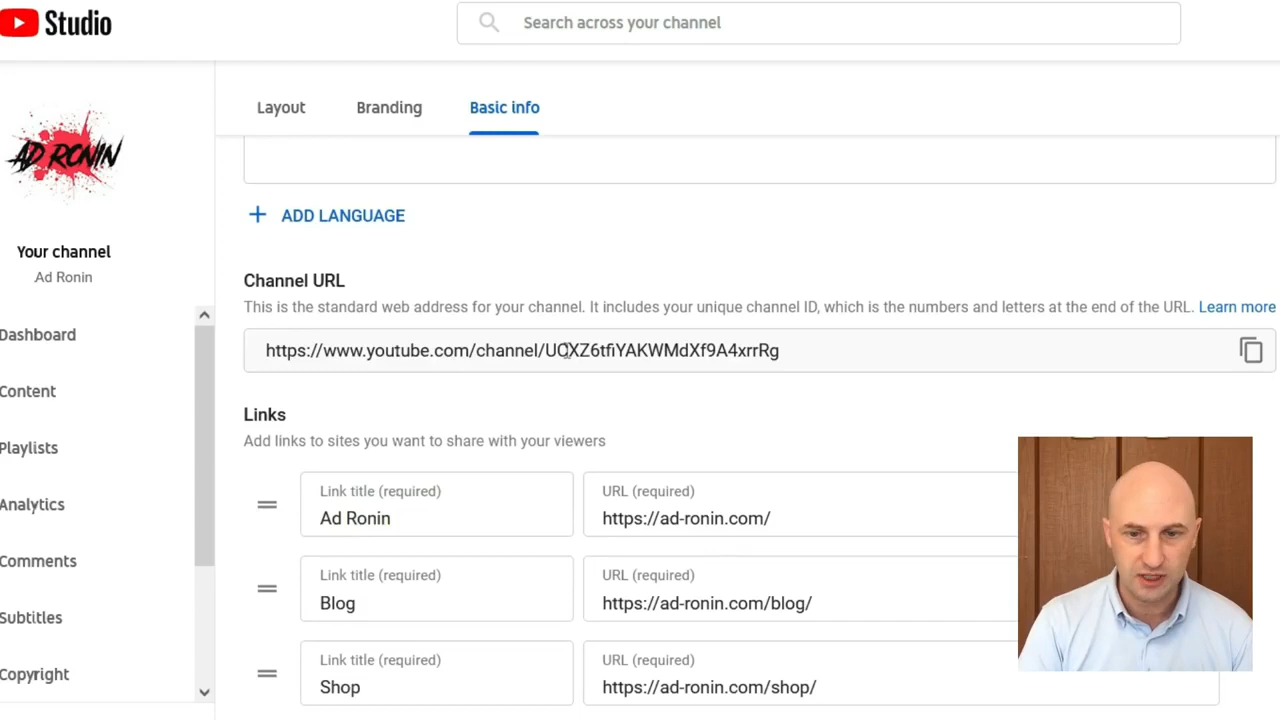 Studio
Search across your channel
AD RONIN
Your channel
Ad Ronin
Dashboard
Content
Playlists
Analytics
Comments
Subtitles
Copyright
Layout
Branding
Basic info
+ ADD LANGUAGE
Channel URL
This is the standard web address for your channel. It includes your unique channel ID, which is the numbers and letters at the end of the URL. Learn more
https://www.youtube.com/channel/UCXZ6tfiYAKWMdXf9A4xrrRg
Links
Add links to sites you want to share with your viewers
Link title (required)
Ad Ronin
URL (required)
https://ad-ronin.com/
Link title (required)
Blog
URL (required)
https://ad-ronin.com/blog/
Link title (required)
Shop
URL (required)
https://ad-ronin.com/shop/